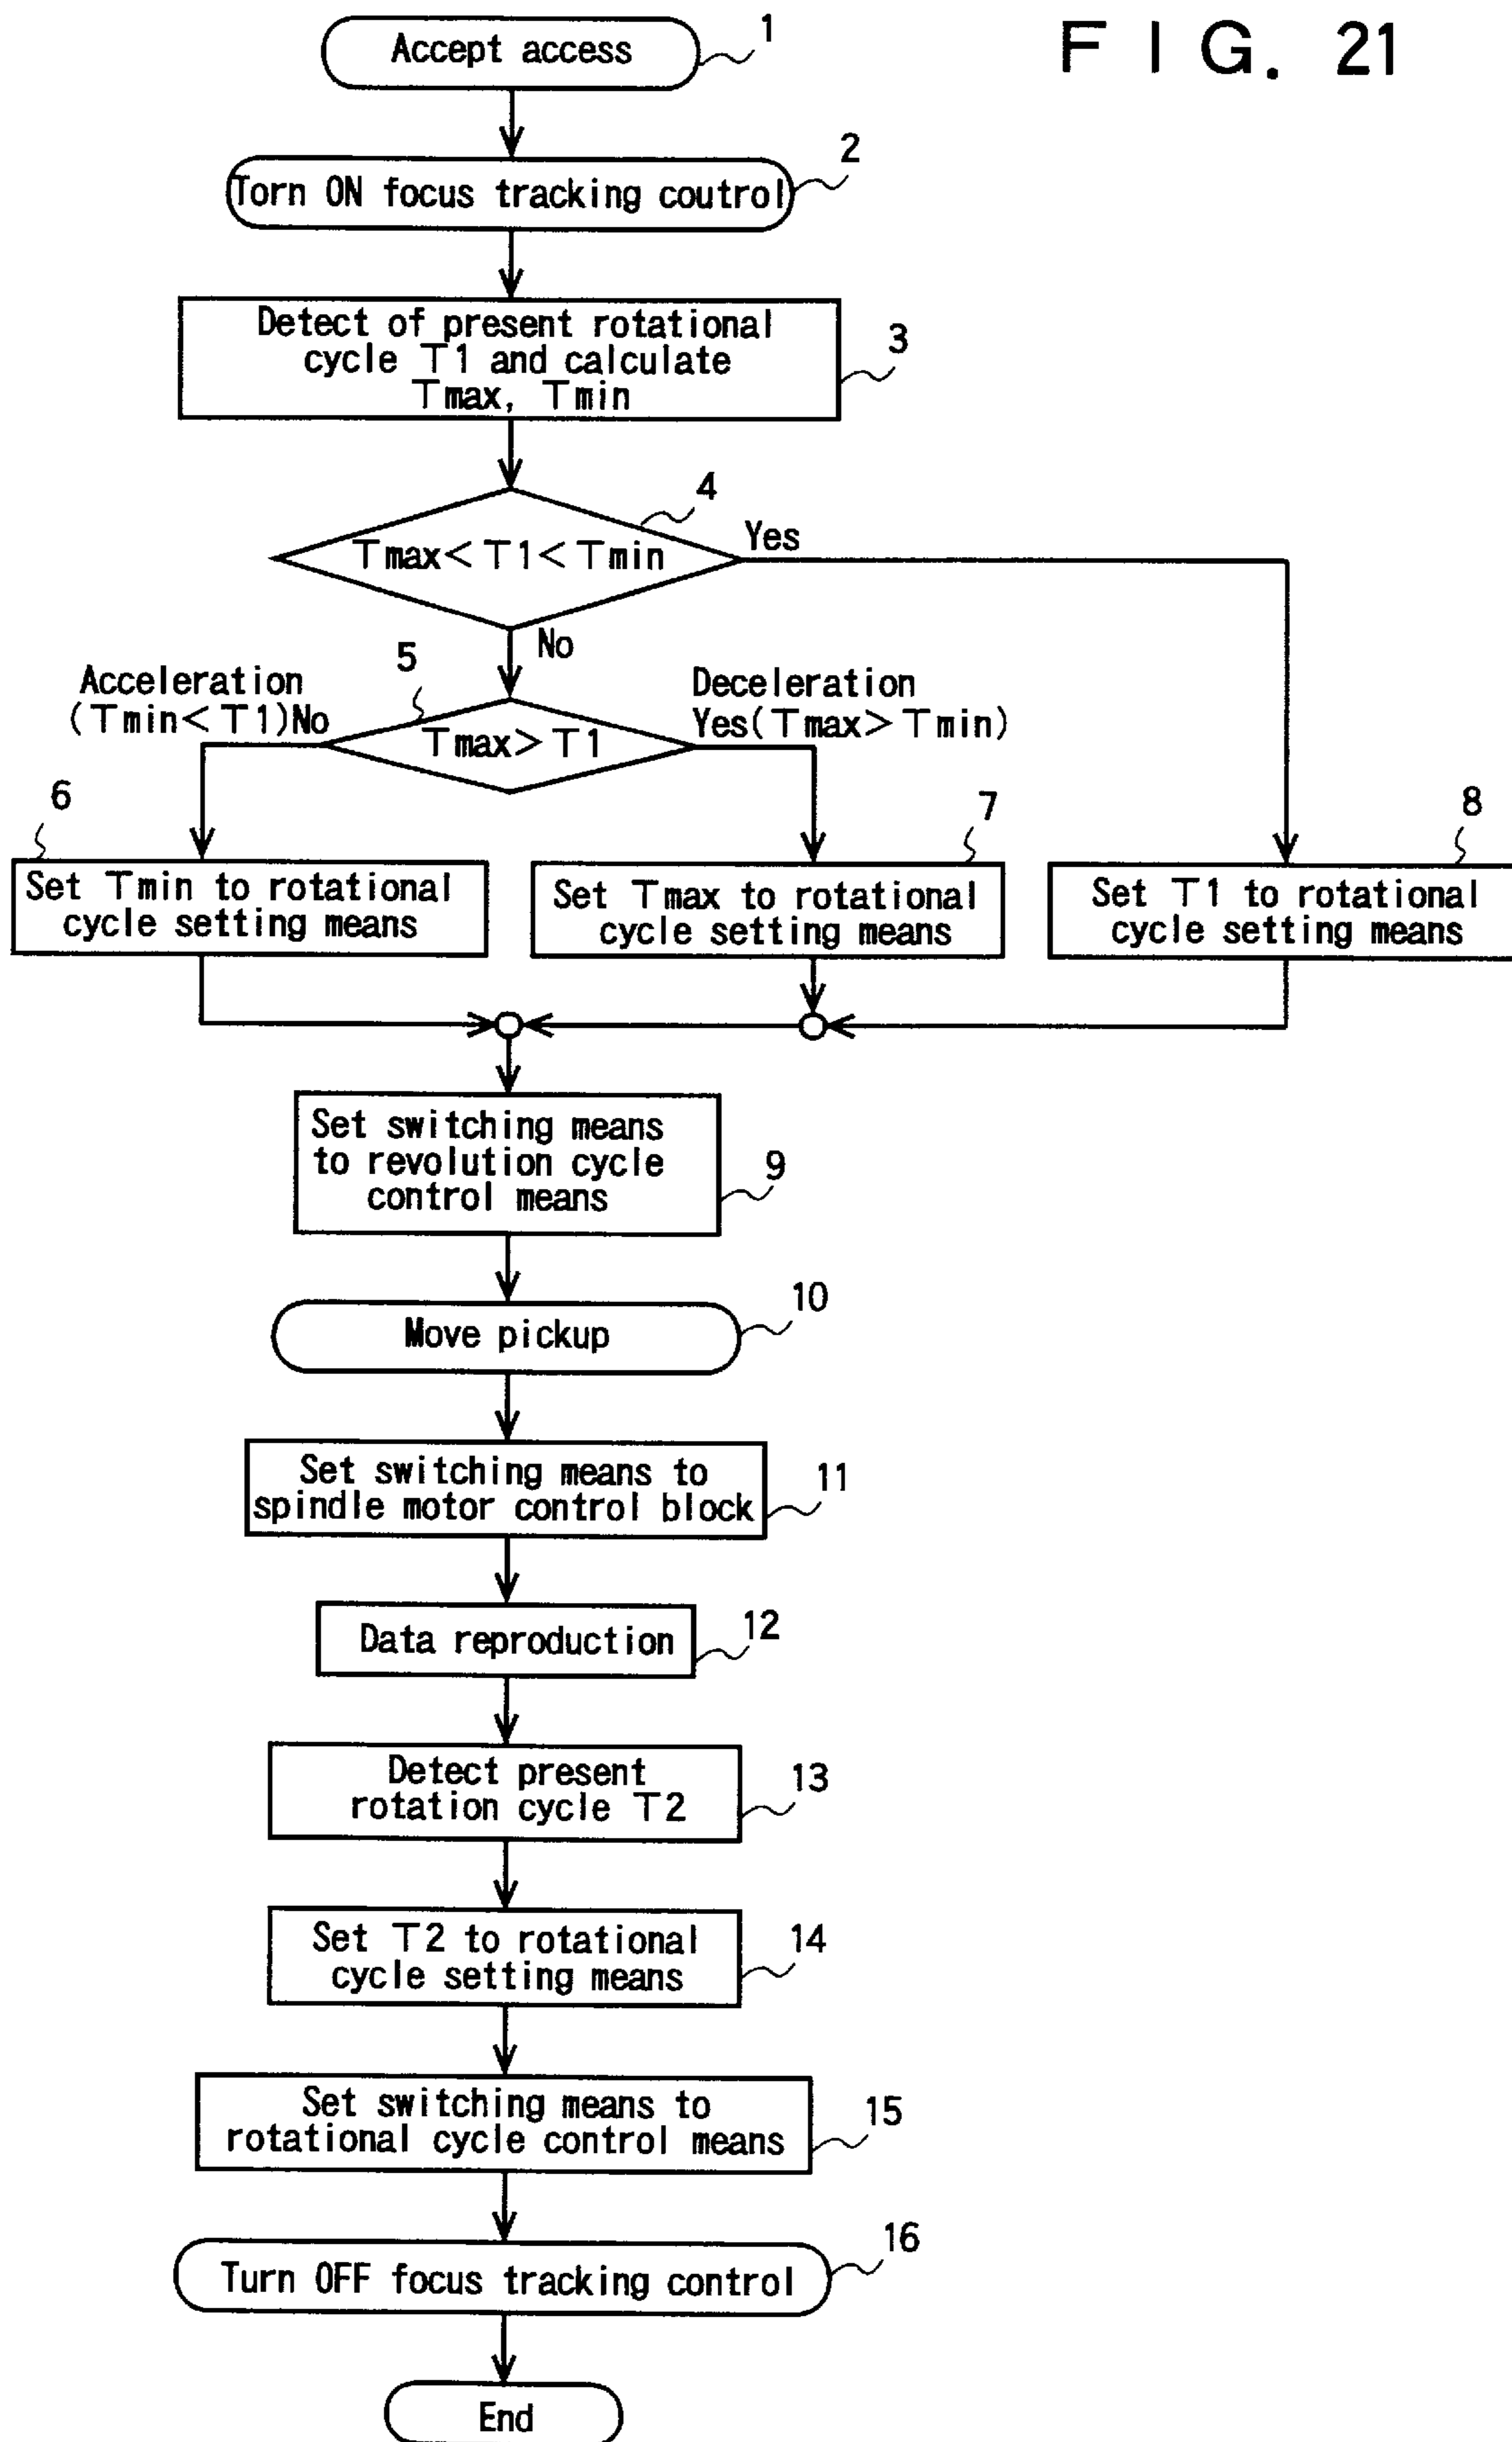 FIG. 21
Accept access
1
Torn ON focus tracking coutrol
2
Detect of present rotational
cycle T1 and calculate
Tmax, Tmin
3
Tmax<T1<Tmin
4
Yes
No
5
Acceleration
(Tmin<T1)No
Tmax>T1
Deceleration
Yes(Tmax>Tmin)
6
Set Tmin to rotational
cycle setting means
7
Set Tmax to rotational
cycle setting means
8
Set T1 to rotational
cycle setting means
Set switching means
to revolution cycle
control means
9
Move pickup
10
Set switching means to
spindle motor control block
11
Data reproduction
12
Detect present
rotation cycle T2
13
Set T2 to rotational
cycle setting means
14
Set switching means to
rotational cycle control means
15
Turn OFF focus tracking control
16
End